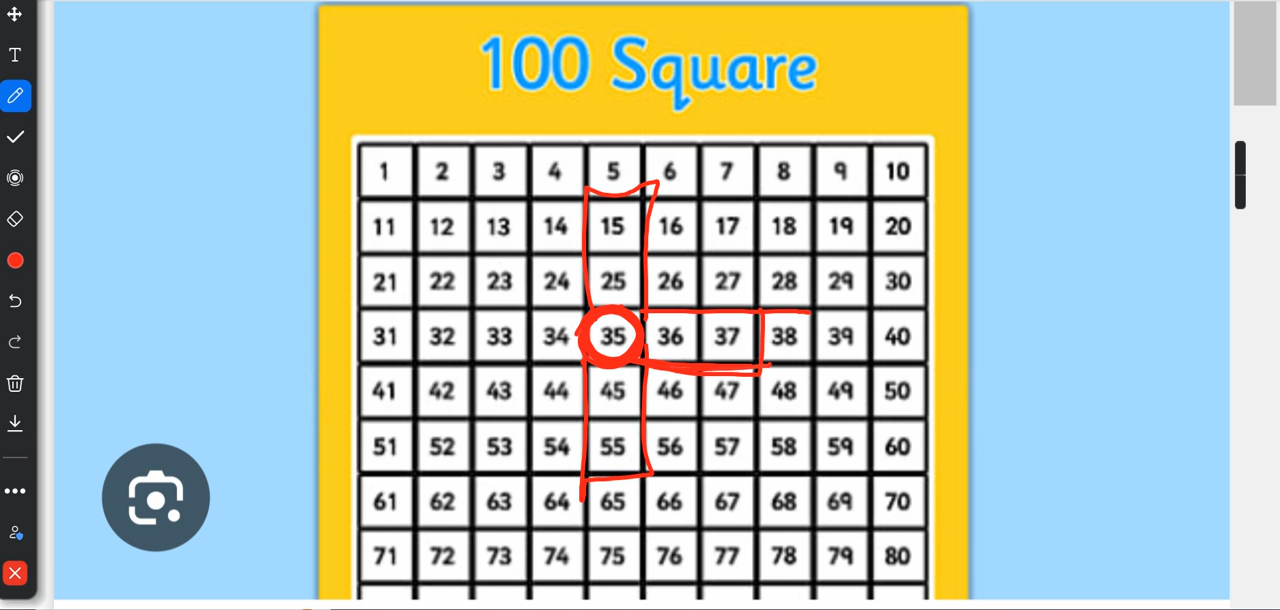 T
100 Square
1 2 3 4 5 6 7 8 9 10
11 12 13 14 15 16 17 18 19 20
21 22 23 24 25 26 27 28 29 30
31 32 33 34 35 36 37 38 39 40
41 42 43 44 45 46 47 48 49 50
51 52 53 54 55 56 57 58 59 60
61 62 63 64 65 66 67 68 69 70
71 72 73 74 75 76 77 78 79 80